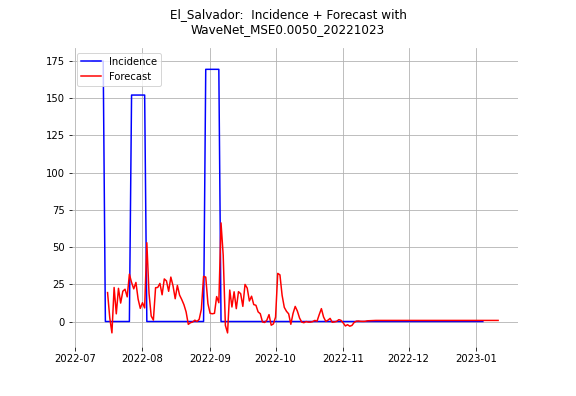 El_Salvador:  Incidence + Forecast with
WaveNet_MSE0.0050_20221023
Incidence
Forecast
175
150
125
100
75
50
25
0
2022-07 2022-08 2022-09 2022-10 2022-11 2022-12 2023-01